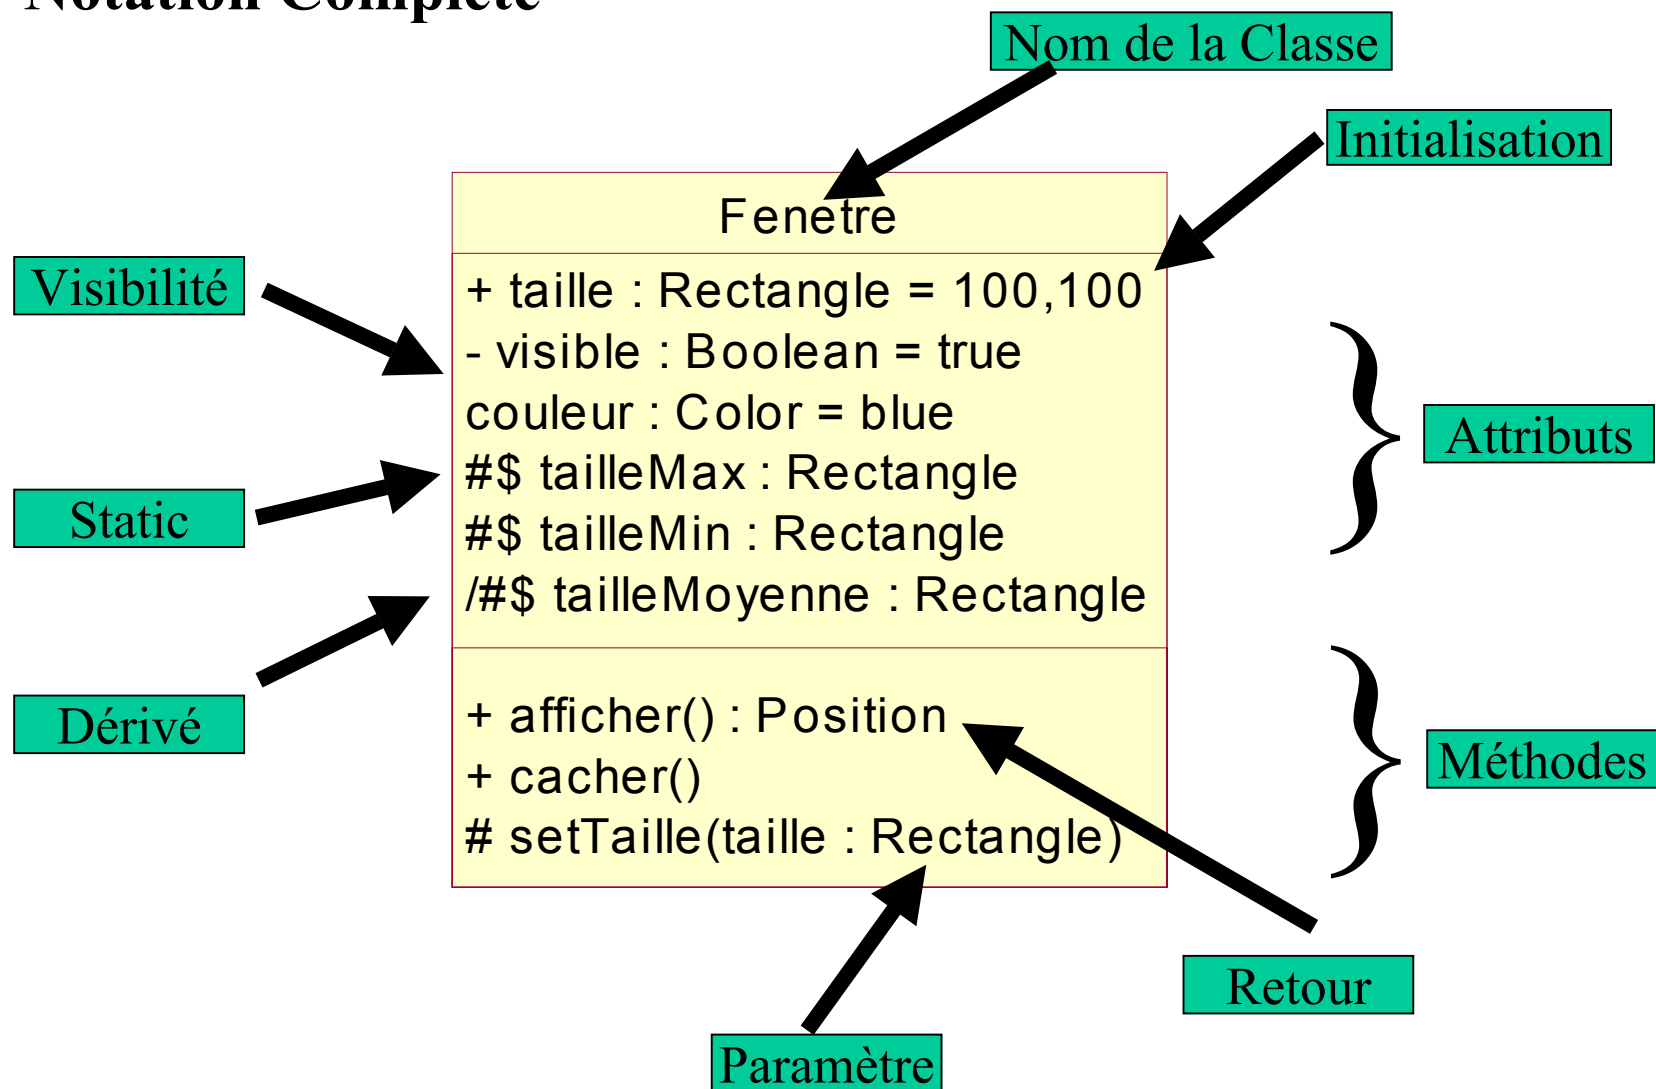 Notation Complète
Nom de la Classe
Initialisation
Fenetre
Visibilité
+ taille : Rectangle = 100,100
- visible : Boolean = true
couleur : Color = blue
#$ tailleMax : Rectangle
#$ tailleMin : Rectangle
/#$ tailleMoyenne : Rectangle
Attributs
Static
Dérivé
+ afficher() : Position
+ cacher()
# setTaille(taille : Rectangle)
Méthodes
Retour
Paramètre